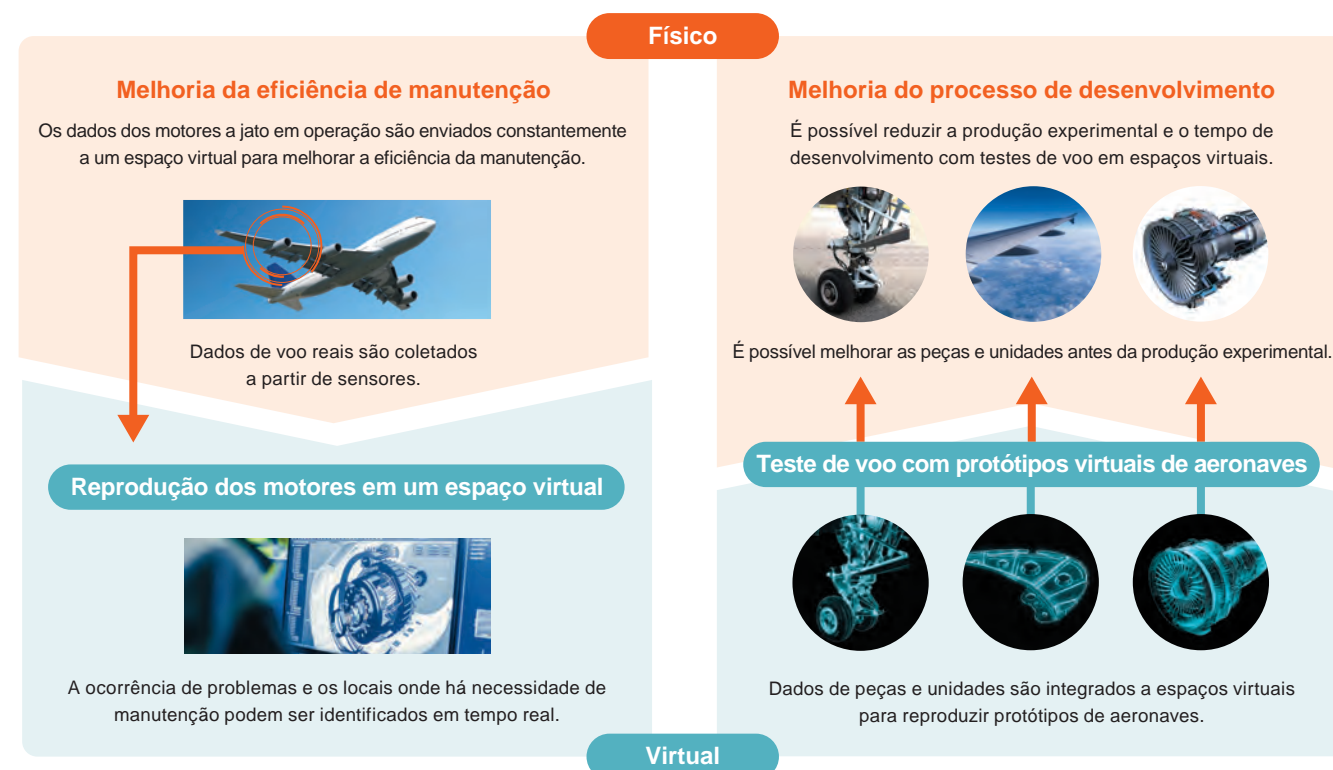 Físico
Melhoria da eficiência de manutenção
Os dados dos motores a jato em operação são enviados constantemente
a um espaço virtual para melhorar a eficiência da manutenção.
Dados de voo reais são coletados
a partir de sensores.
Reprodução dos motores em um espaço virtual
A ocorrência de problemas e os locais onde há necessidade de
manutenção podem ser identificados em tempo real.
Melhoria do processo de desenvolvimento
É possível reduzir a produção experimental e o tempo de
desenvolvimento com testes de voo em espaços virtuais.
É possível melhorar as peças e unidades antes da produção experimental.
Teste de voo com protótipos virtuais de aeronaves
Dados de peças e unidades são integrados a espaços virtuais
para reproduzir protótipos de aeronaves.
Virtual